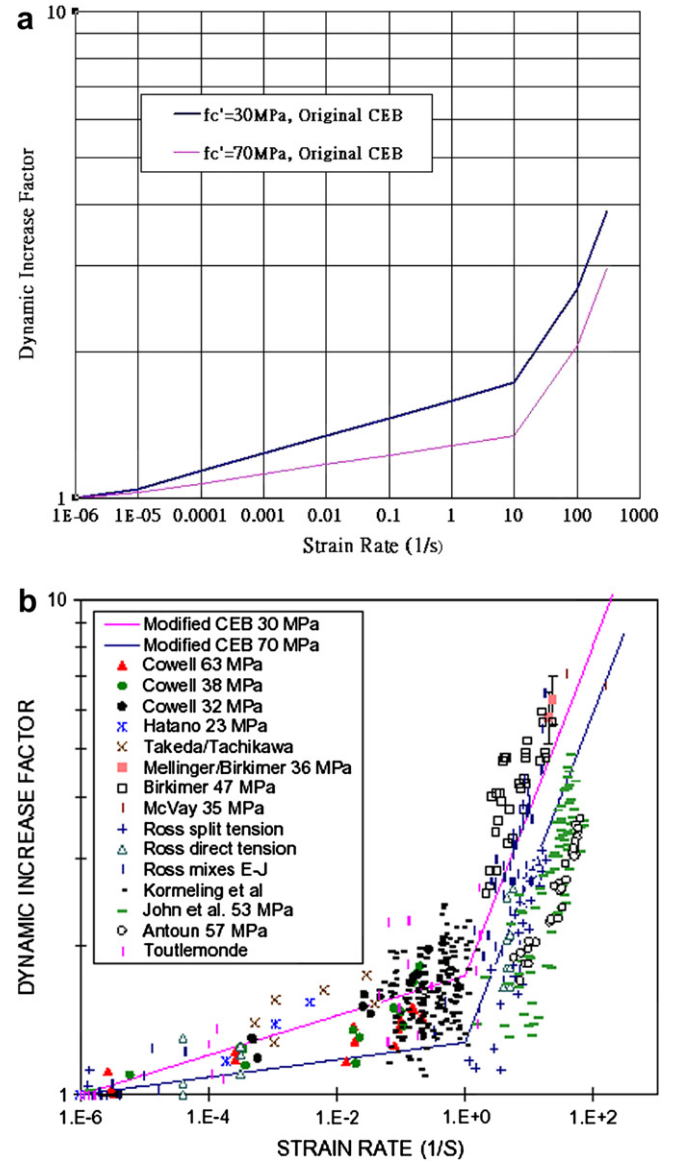 a
10
fc'=30MPa, Original CEB
fc'=70MPa, Original CEB
Dynamic Increase Factor
1
1E-06 1E-05 0.0001 0.001 0.01 0.1 1 10 100 1000
Strain Rate (1/s)
b
10
Modified CEB 30 MPa
Modified CEB 70 MPa
Cowell 63 MPa
Cowell 38 MPa
Cowell 32 MPa
Hatano 23 MPa
Takeda/Tachikawa
Mellinger/Birkimer 36 MPa
Birkimer 47 MPa
McVay 35 MPa
Ross split tension
Ross direct tension
Ross mixes E-J
Kormeling et al
John et al. 53 MPa
Antoun 57 MPa
Toutlemonde
DYNAMIC INCREASE FACTOR
1
1.E-6 1.E-4 1.E-2 1.E+0 1.E+2
STRAIN RATE (1/S)